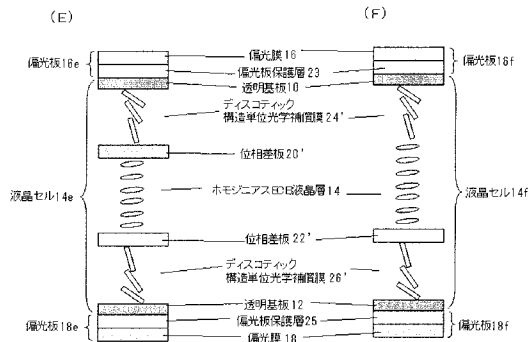 (E)
(F)
偏光板16e
偏光膜16
偏光板16f
偏光板保護層23
透明基板10
ディスコティック
構造単位光学補償膜24'
位相差板20'
液晶セル14e
ホモジニアスECB液晶層14
液晶セル14f
位相差板22'
ディスコティック
構造単位光学補償膜26'
透明基板12
偏光板18e
偏光板保護層25
偏光板18f
偏光膜18